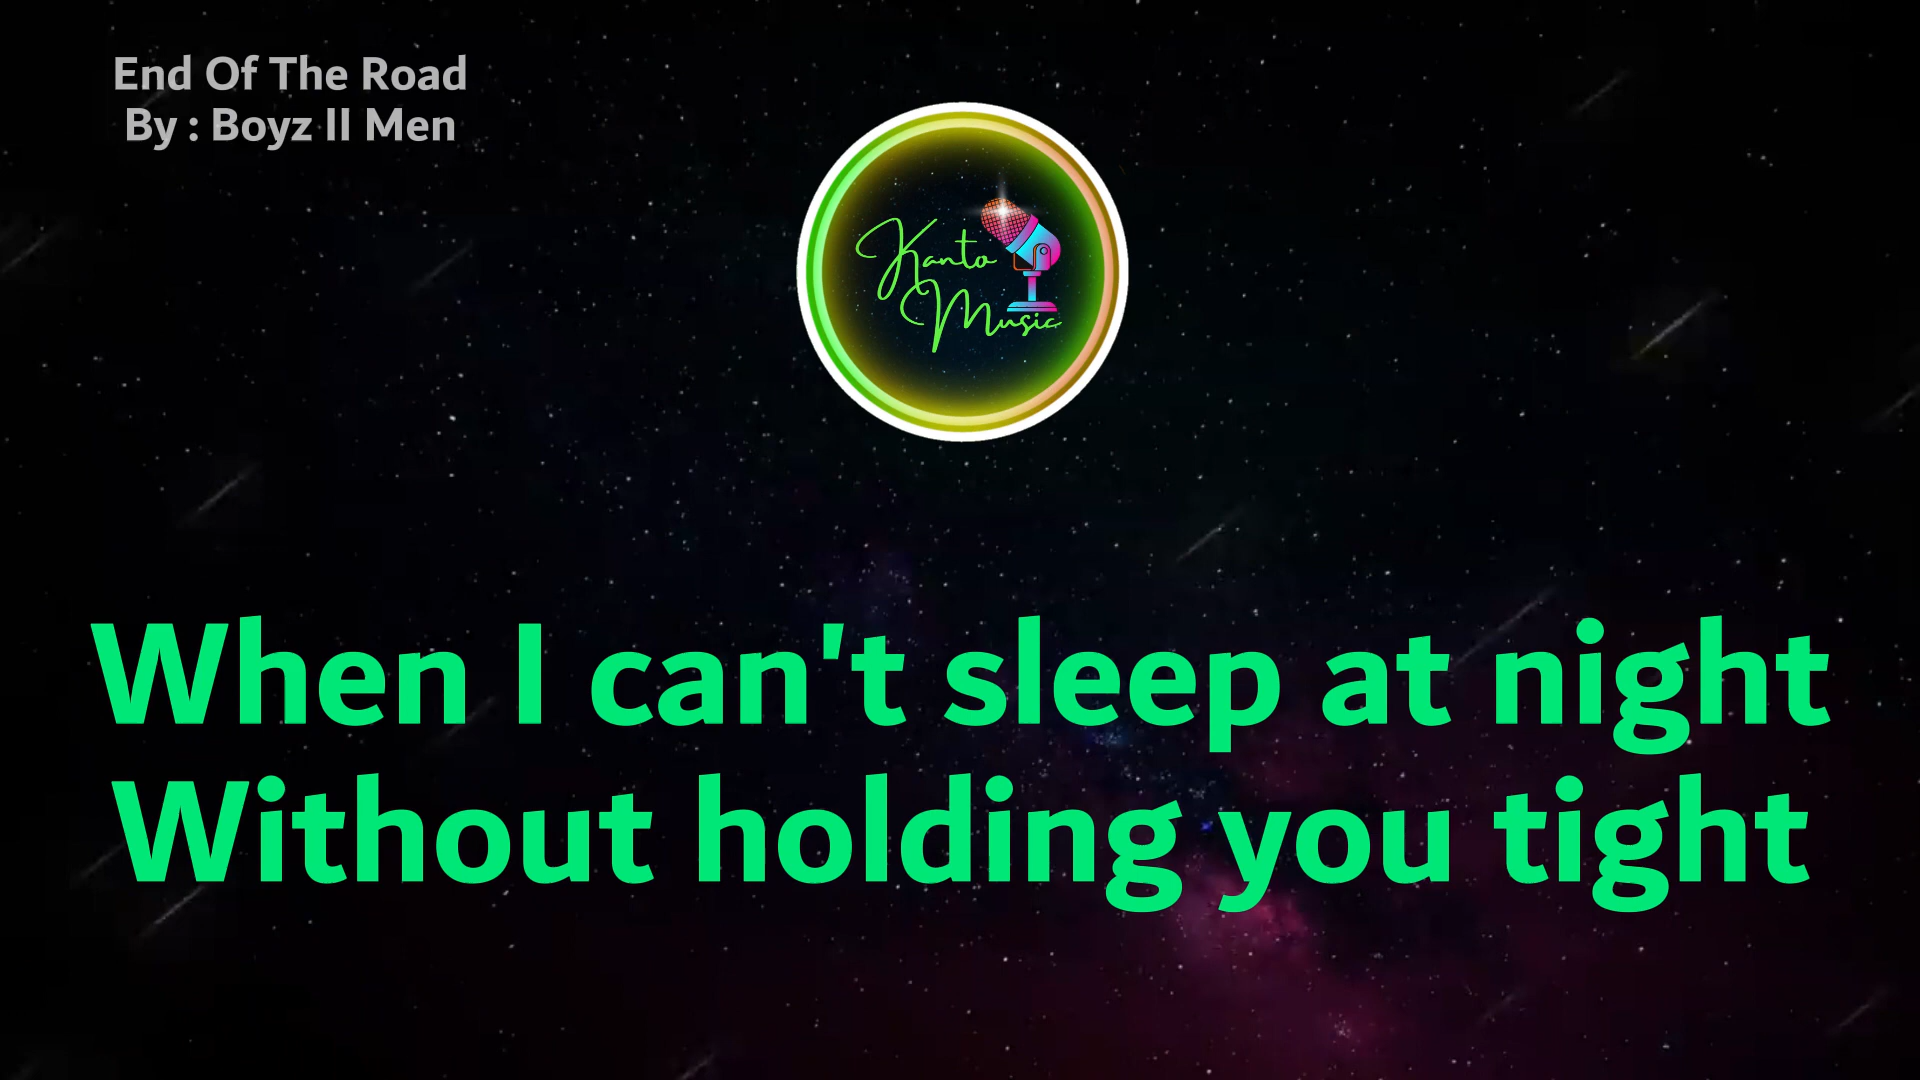 End Of The Road
By : Boyz II Men
Kanto
Music
When I can't sleep at night
Without holding you tight